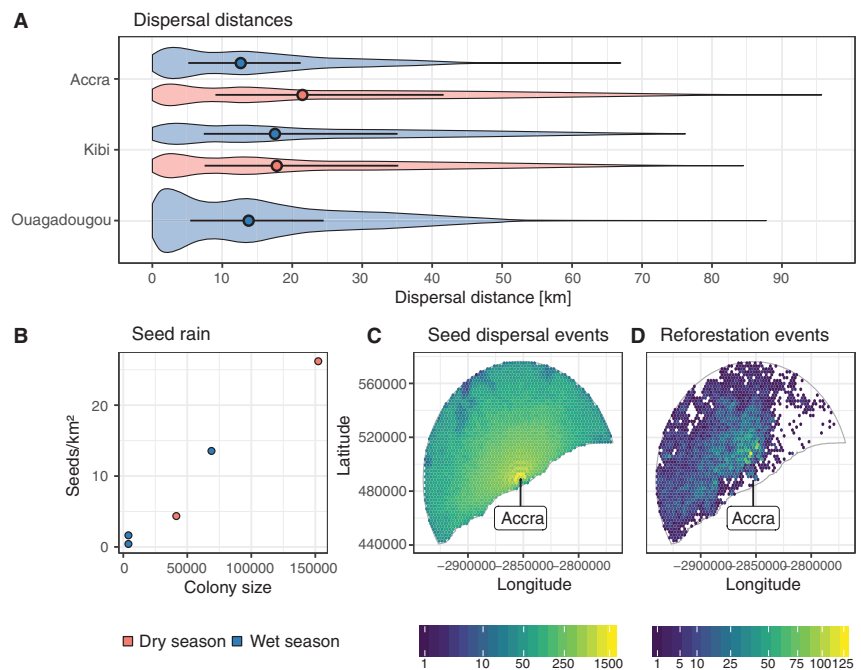 A Dispersal distances
Accra
Kibi
Ouagadougou
0 10 20 30 40 50 60 70 80 90
Dispersal distance [km]
B Seed rain
Seeds/km²
20
10
0
0 50000 100000 150000
Colony size
Dry season Wet season
C Seed dispersal events
Latitude
560000
520000
480000
440000
Accra
−2900000 −2850000 −2800000
Longitude
1 10 50 250 1500
D Reforestation events
Accra
−2900000 −2850000 −2800000
Longitude
1 5 10 25 50 75 100 125